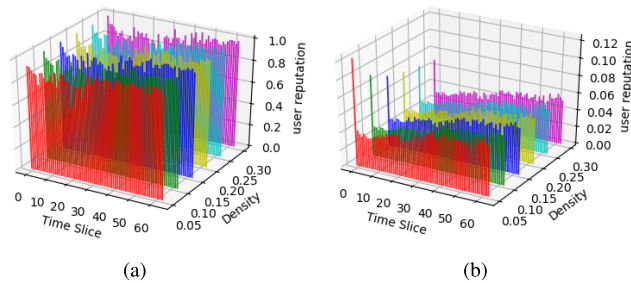 1.0
0.8
0.6
0.4
0.2
0.0
user reputation
0 10 20 30 40 50 60
Time Slice
0.05 0.10 0.15 0.20 0.25 0.30
Density
(a)
0.12
0.10
0.08
0.06
0.04
0.02
0.00
user reputation
0 10 20 30 40 50 60
Time Slice
0.05 0.10 0.15 0.20 0.25 0.30
Density
(b)